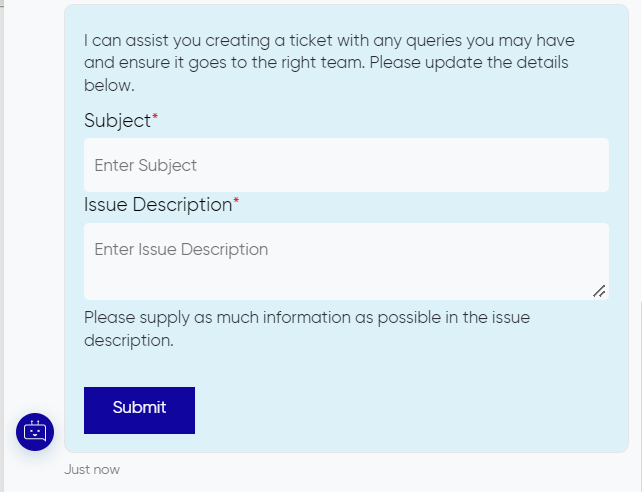 I can assist you creating a ticket with any queries you may have
and ensure it goes to the right team. Please update the details
below.
Subject*
Enter Subject
Issue Description*
Enter Issue Description
Please supply as much information as possible in the issue
description.
Submit
Just now